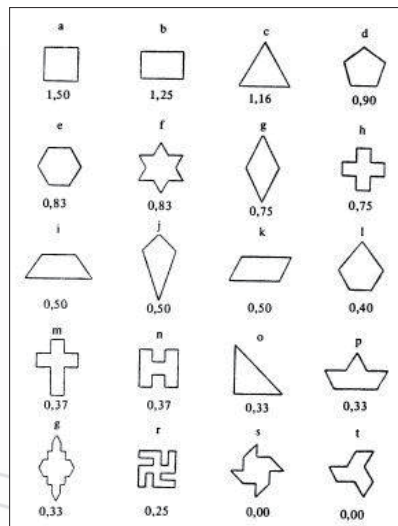 a b c d
1,50 1,25 1,16 0,90
e f g h
0,83 0,83 0,75 0,75
i j k l
0,50 0,50 0,50 0,40
m n o p
0,37 0,37 0,33 0,33
g r s t
0,33 0,25 0,00 0,00